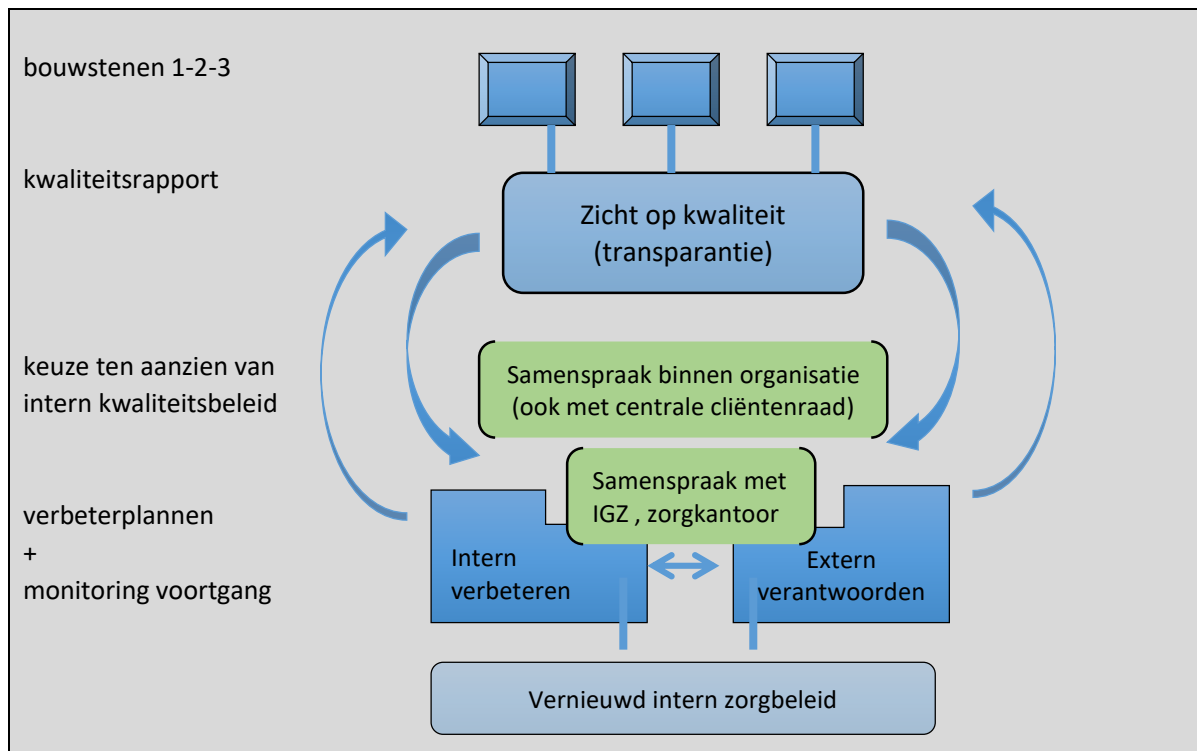 bouwstenen 1-2-3
kwaliteitsrapport
Zicht op kwaliteit
(transparantie)
keuze ten aanzien van
intern kwaliteitsbeleid
Samenspraak binnen organisatie
(ook met centrale cliëntenraad)
Samenspraak met
IGZ , zorgkantoor
verbeterplannen
+
monitoring voortgang
Intern
verbeteren
Extern
verantwoorden
Vernieuwd intern zorgbeleid